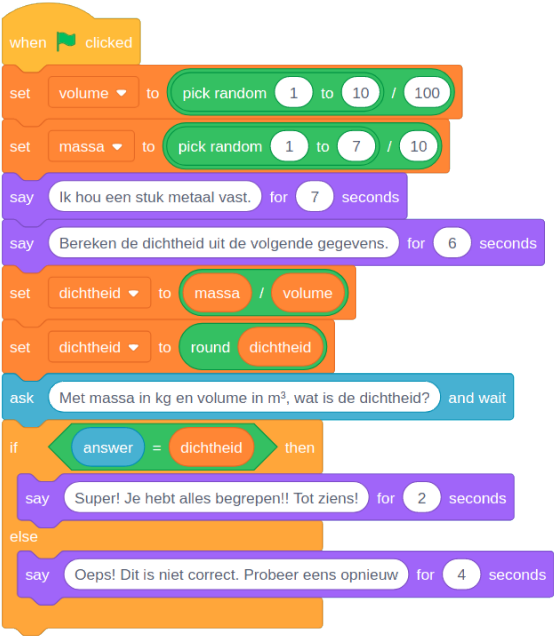 when clicked
set volume to pick random 1 to 10 / 100
set massa to pick random 1 to 7 / 10
say Ik hou een stuk metaal vast. for 7 seconds
say Bereken de dichtheid uit de volgende gegevens. for 6 seconds
set dichtheid to massa / volume
set dichtheid to round dichtheid
ask Met massa in kg en volume in m³, wat is de dichtheid? and wait
if answer = dichtheid then
say Super! Je hebt alles begrepen!! Tot ziens! for 2 seconds
else
say Oeps! Dit is niet correct. Probeer eens opnieuw for 4 seconds